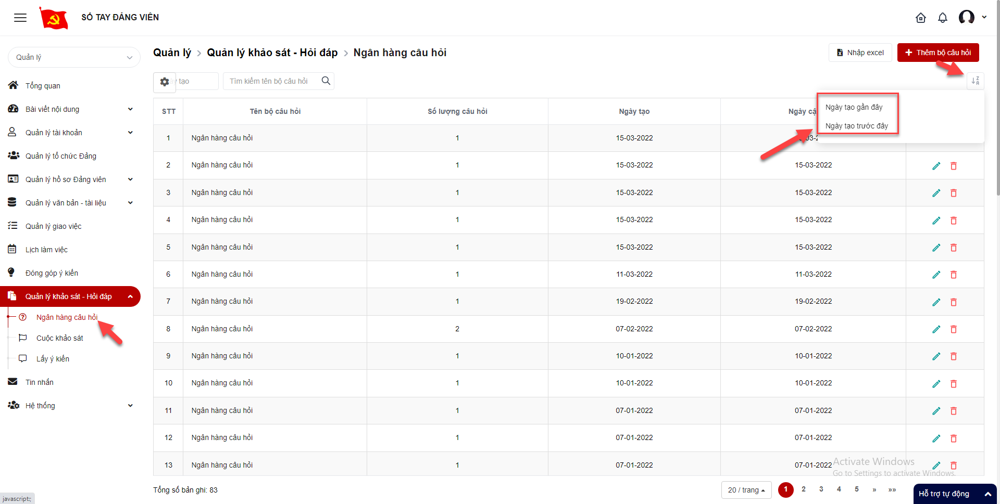 SỔ TAY ĐẢNG VIÊN
Quản lý
Tổng quan
Bài viết nội dung
Quản lý tài khoản
Quản lý tổ chức Đảng
Quản lý hồ sơ Đảng viên
Quản lý văn bản - tài liệu
Quản lý giao việc
Lịch làm việc
Đóng góp ý kiến
Quản lý khảo sát - Hỏi đáp
Ngân hàng câu hỏi
Cuộc khảo sát
Lấy ý kiến
Tin nhắn
Hệ thống
javascript:;
Quản lý > Quản lý khảo sát - Hỏi đáp > Ngân hàng câu hỏi
Nhập excel
+ Thêm bộ câu hỏi
tạo
Tìm kiếm tên bộ câu hỏi
Ngày tạo gần đây
Ngày tạo trước đây
STT Tên bộ câu hỏi Số lượng câu hỏi Ngày tạo Ngày
1 Ngân hàng câu hỏi 1 15-03-2022
2 Ngân hàng câu hỏi 1 15-03-2022 15-03-2022
3 Ngân hàng câu hỏi 1 15-03-2022 15-03-2022
4 Ngân hàng câu hỏi 1 15-03-2022 15-03-2022
5 Ngân hàng câu hỏi 1 15-03-2022 15-03-2022
6 Ngân hàng câu hỏi 1 11-03-2022 11-03-2022
7 Ngân hàng câu hỏi 1 19-02-2022 19-02-2022
8 Ngân hàng câu hỏi 2 07-02-2022 07-02-2022
9 Ngân hàng câu hỏi 1 10-01-2022 10-01-2022
10 Ngân hàng câu hỏi 1 10-01-2022 10-01-2022
11 Ngân hàng câu hỏi 1 07-01-2022 07-01-2022
12 Ngân hàng câu hỏi 1 07-01-2022 07-01-2022
13 Ngân hàng câu hỏi 1 07-01-2022 07-01-2022
Activate Windows
Go to Settings to activate Windows.
Tổng số bản ghi: 83
20 / trang 1 2 3 4 5 » »»
Hỗ trợ tự động